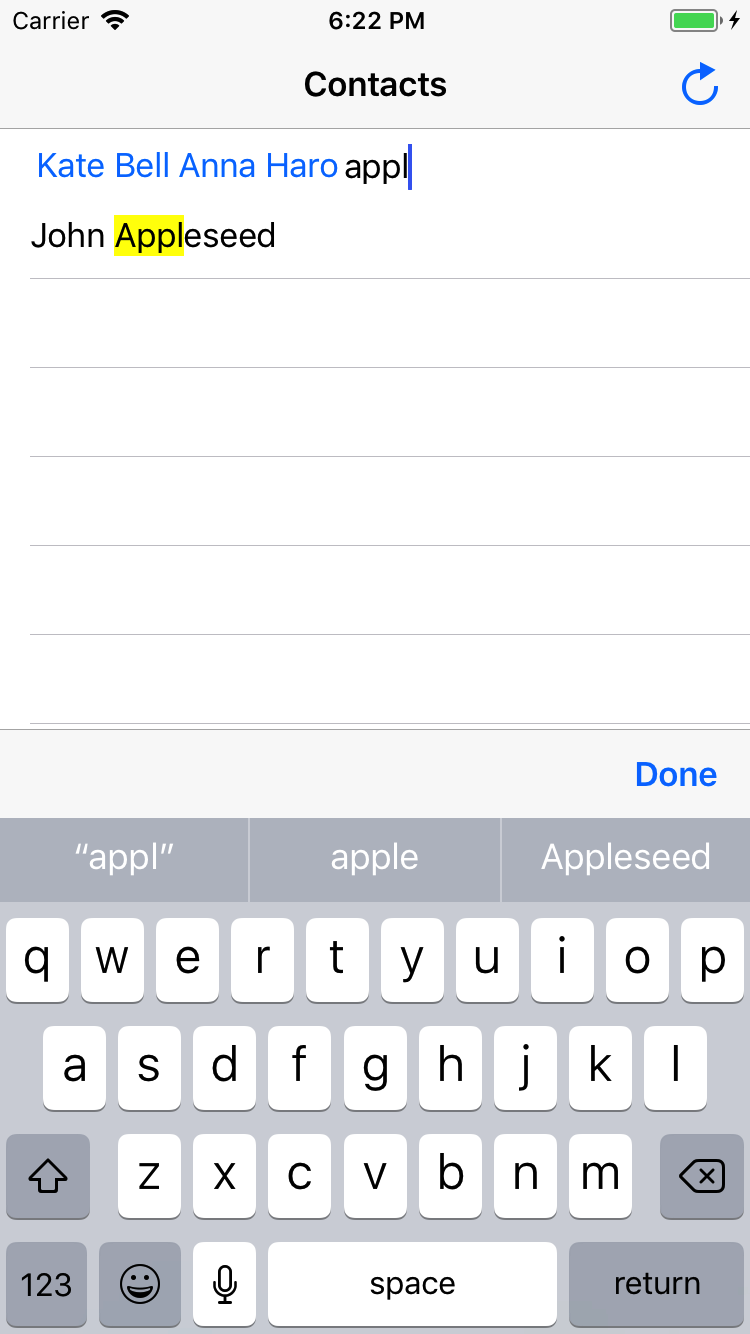 Carrier 6:22 PM
Contacts
Kate Bell Anna Haro appl
John Appleseed
Done
“appl” apple Appleseed
q w e r t y u i o p
a s d f g h j k l
z x c v b n m
123 space return